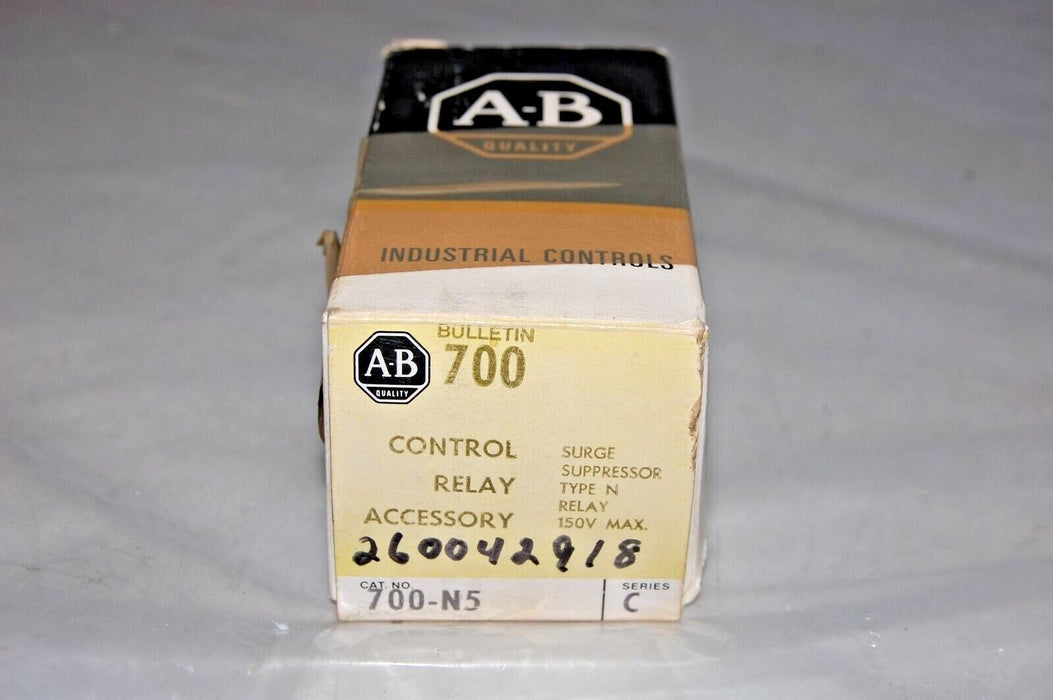 A-B
QUALITY
INDUSTRIAL CONTROLS
A-B
QUALITY
BULLETIN
700
CONTROL
RELAY
ACCESSORY
SURGE
SUPPRESSOR
TYPE N
RELAY
150V MAX.
260042918
CAT. NO.
700-N5
SERIES
C